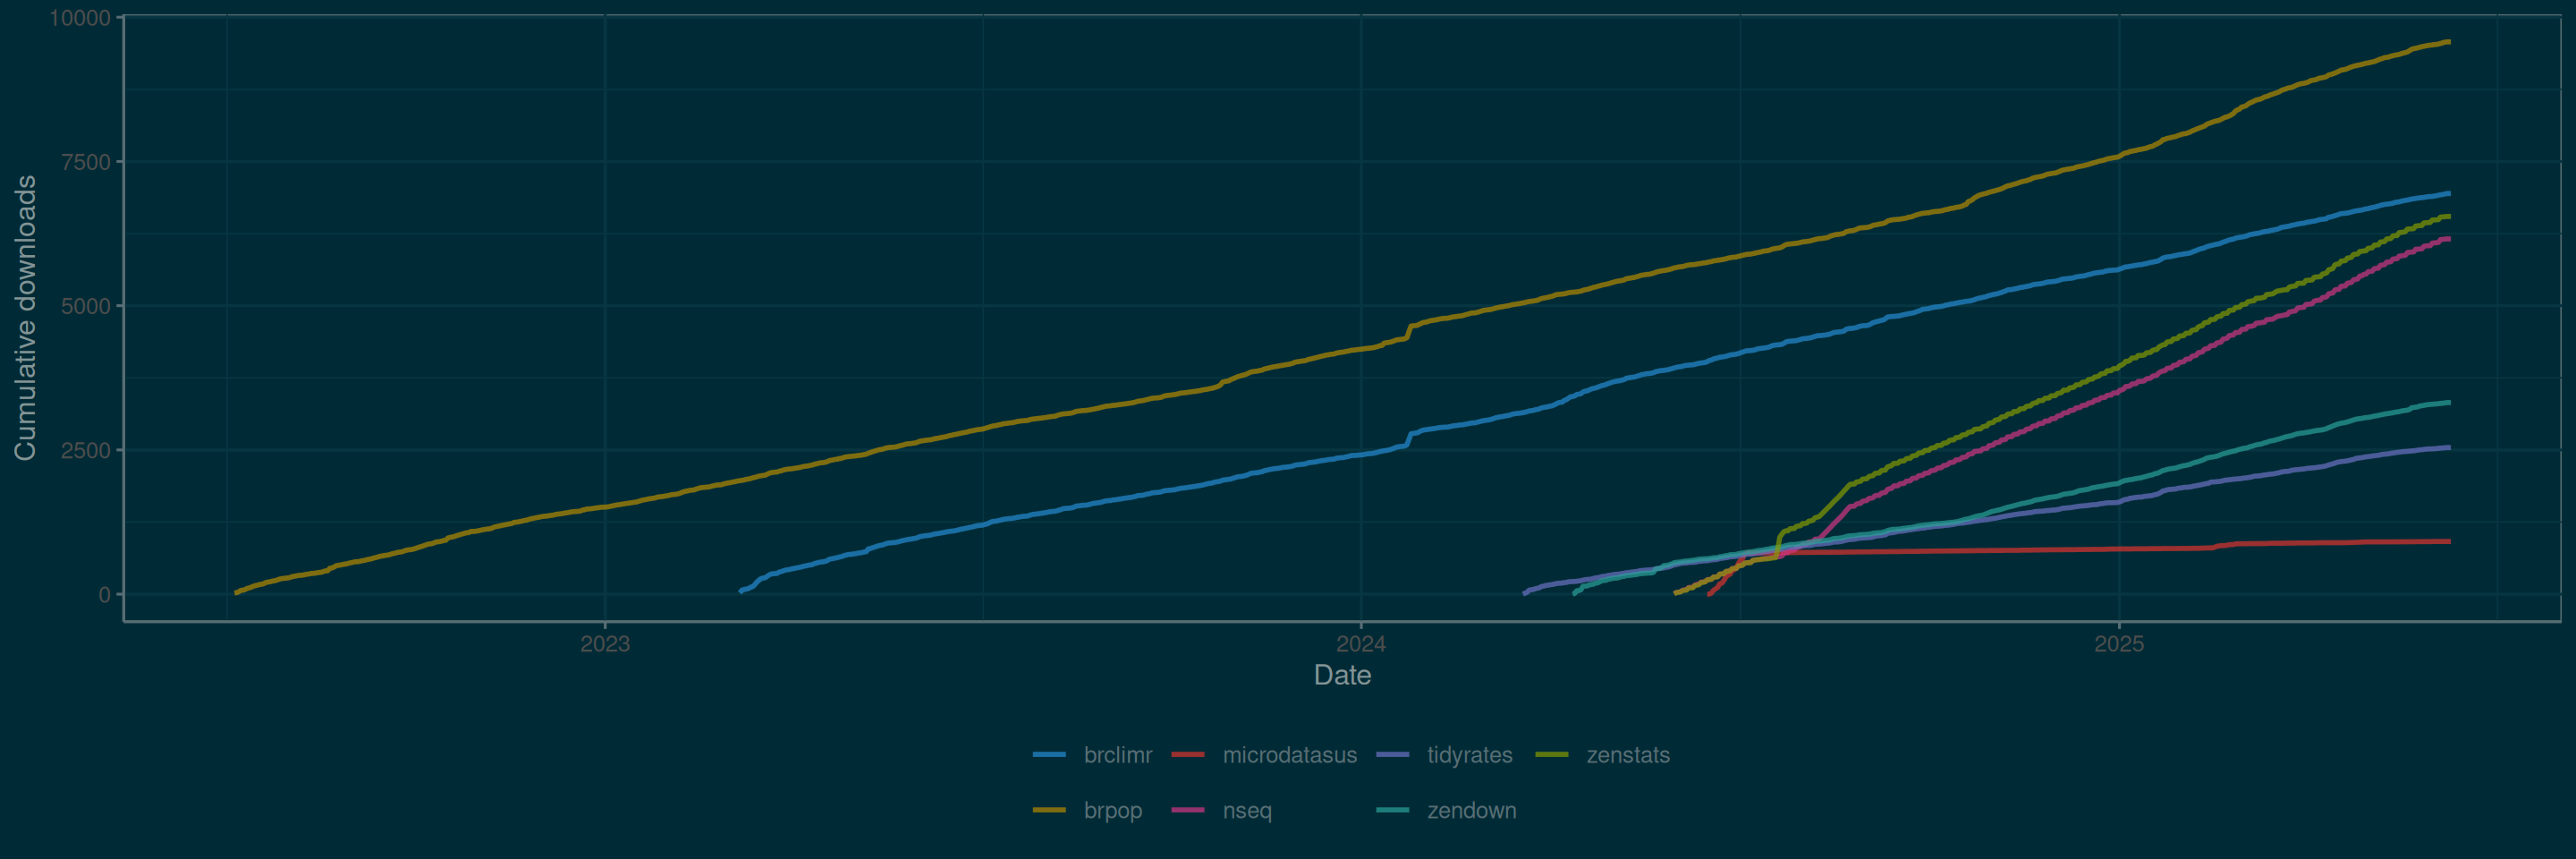 10000
7500
5000
2500
0
Cumulative downloads
2023 2024 2025
Date
brclimr microdatasus tidyrates zenstats
brpop nseq zendown